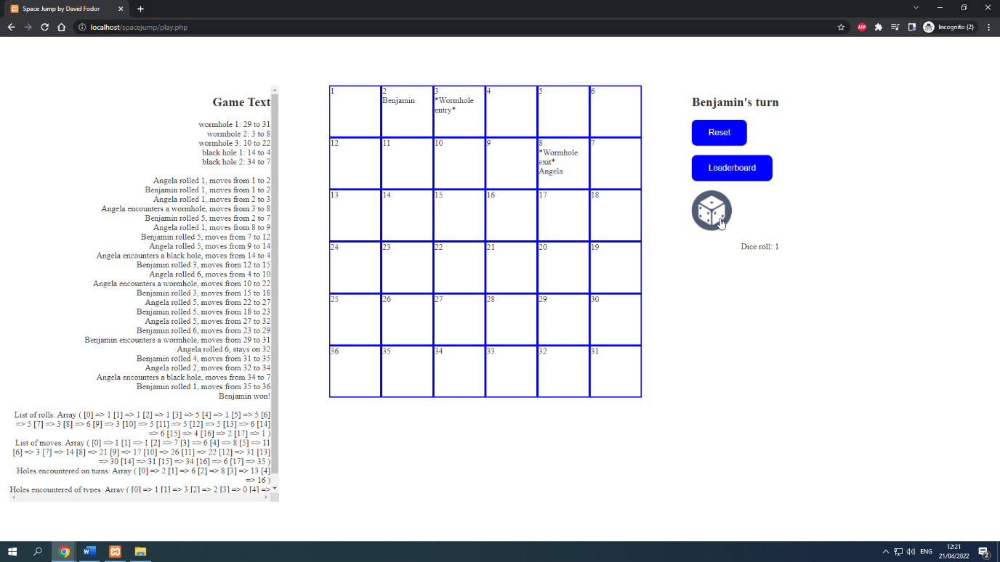 Space Jump by David Fodor
localhost/spacejump/play.php
ABP
Incognito (2)
Game Text
wormhole 1: 29 to 31
wormhole 2: 3 to 8
wormhole 3: 10 to 22
black hole 1: 14 to 4
black hole 2: 34 to 7
Angela rolled 1, moves from 1 to 2
Benjamin rolled 1, moves from 1 to 2
Angela rolled 1, moves from 2 to 3
Angela encounters a wormhole, moves from 3 to 8
Benjamin rolled 5, moves from 2 to 7
Angela rolled 1, moves from 8 to 9
Benjamin rolled 5, moves from 7 to 12
Angela rolled 5, moves from 9 to 14
Angela encounters a black hole, moves from 14 to 4
Benjamin rolled 3, moves from 12 to 15
Angela rolled 6, moves from 4 to 10
Angela encounters a wormhole, moves from 10 to 22
Benjamin rolled 3, moves from 15 to 18
Angela rolled 5, moves from 22 to 27
Benjamin rolled 5, moves from 18 to 23
Angela rolled 5, moves from 27 to 32
Benjamin rolled 6, moves from 23 to 29
Benjamin encounters a wormhole, moves from 29 to 31
Angela rolled 6, stays on 32
Benjamin rolled 4, moves from 31 to 35
Angela rolled 2, moves from 32 to 34
Angela encounters a black hole, moves from 34 to 7
Benjamin rolled 1, moves from 35 to 36
Benjamin won!
List of rolls: Array ( [0] => 1 [1] => 1 [2] => 1 [3] => 5 [4] => 1 [5] => 5 [6]
=> 5 [7] => 3 [8] => 6 [9] => 3 [10] => 5 [11] => 5 [12] => 5 [13] => 6 [14]
=> 6 [15] => 4 [16] => 2 [17] => 1 )
List of moves: Array ( [0] => 1 [1] => 1 [2] => 7 [3] => 6 [4] => 8 [5] => 11
[6] => 3 [7] => 14 [8] => 21 [9] => 17 [10] => 26 [11] => 22 [12] => 31 [13]
=> 30 [14] => 31 [15] => 34 [16] => 6 [17] => 35 )
Holes encountered on turns: Array ( [0] => 2 [1] => 6 [2] => 8 [3] => 13 [4]
=> 16 )
Holes encountered of types: Array ( [0] => 1 [1] => 3 [2] => 2 [3] => 0 [4] =>
1 2 3 4 5 6
Benjamin *Wormhole
entry*
12 11 10 9 8 7
*Wormhole
exit*
Angela
13 14 15 16 17 18
24 23 22 21 20 19
25 26 27 28 29 30
36 35 34 33 32 31
Benjamin's turn
Reset
Leaderboard
Dice roll: 1
ENG
12:21
21/04/2022
2